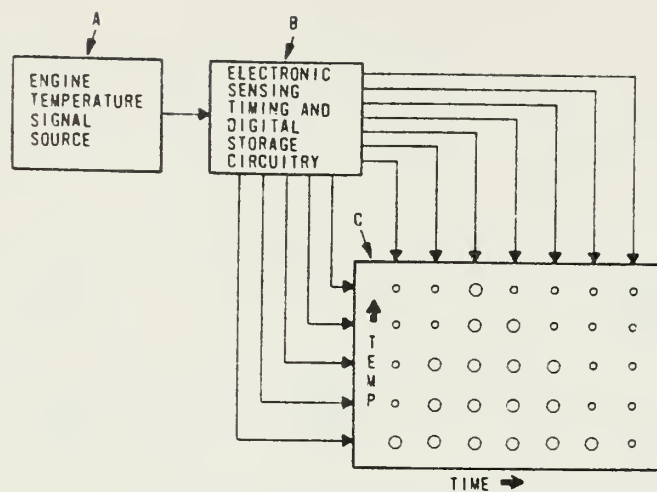 A
B
ENGINE
TEMPERATURE
SIGNAL
SOURCE
ELECTRONIC
SENSING
TIMING AND
DIGITAL
STORAGE
CIRCUITRY
C
TEMP
TIME